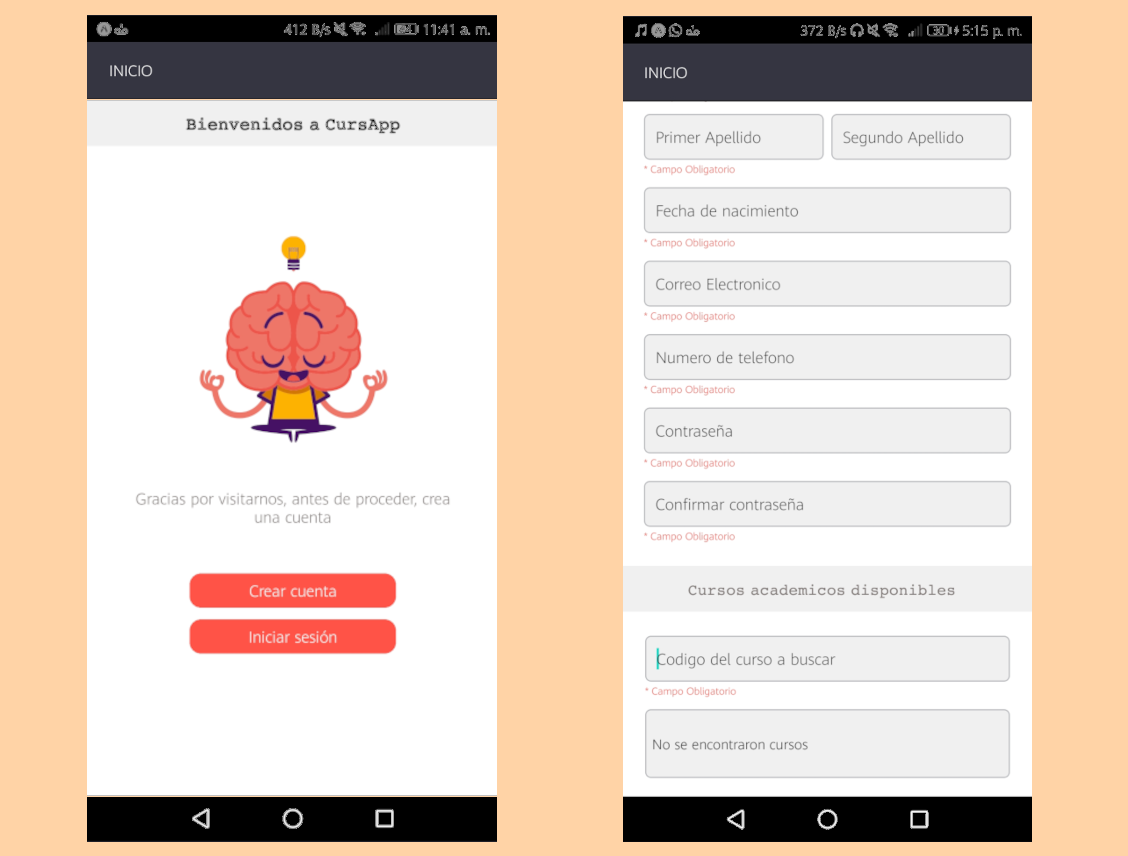 412 B/s 11:41 a. m.
INICIO
Bienvenidos a CursApp
Gracias por visitarnos, antes de proceder, crea
una cuenta
Crear cuenta
Iniciar sesión
372 B/s 30 5:15 p. m.
INICIO
Primer Apellido Segundo Apellido
* Campo Obligatorio
Fecha de nacimiento
* Campo Obligatorio
Correo Electronico
* Campo Obligatorio
Numero de telefono
* Campo Obligatorio
Contraseña
* Campo Obligatorio
Confirmar contraseña
* Campo Obligatorio
Cursos academicos disponibles
Codigo del curso a buscar
* Campo Obligatorio
No se encontraron cursos